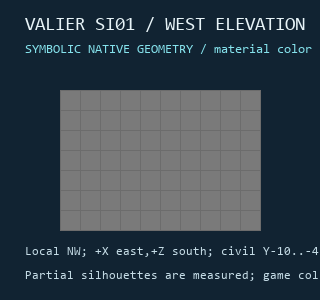 VALIER SI01 / WEST ELEVATION
SYMBOLIC NATIVE GEOMETRY / material color
Local NW; +X east,+Z south; civil Y-10..-4
Partial silhouettes are measured; game col